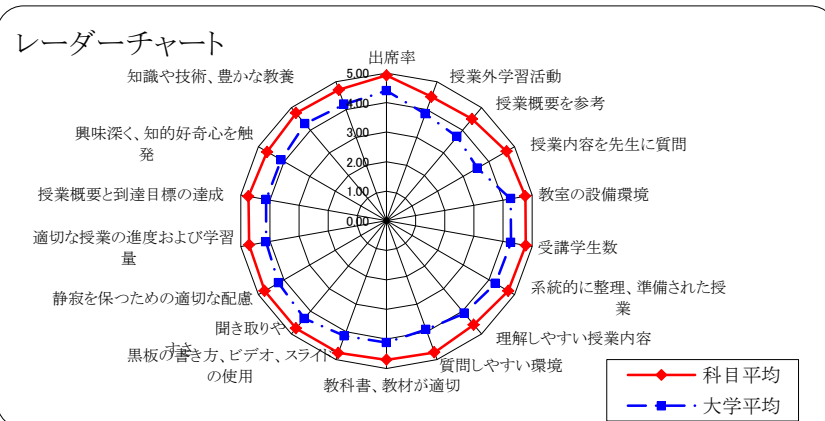 レーダーチャート
出席率
授業外学習活動
授業概要を参考
授業内容を先生に質問
教室の設備環境
受講学生数
系統的に整理、準備された授
業
理解しやすい授業内容
質問しやすい環境
教科書、教材が適切
黒板の書き方、ビデオ、スライド
の使用
聞き取りや
すさ
静寂を保つための適切な配慮
適切な授業の進度および学習
量
授業概要と到達目標の達成
興味深く、知的好奇心を触
発
知識や技術、豊かな教養
5.00
4.00
3.00
2.00
1.00
0.00
科目平均
大学平均